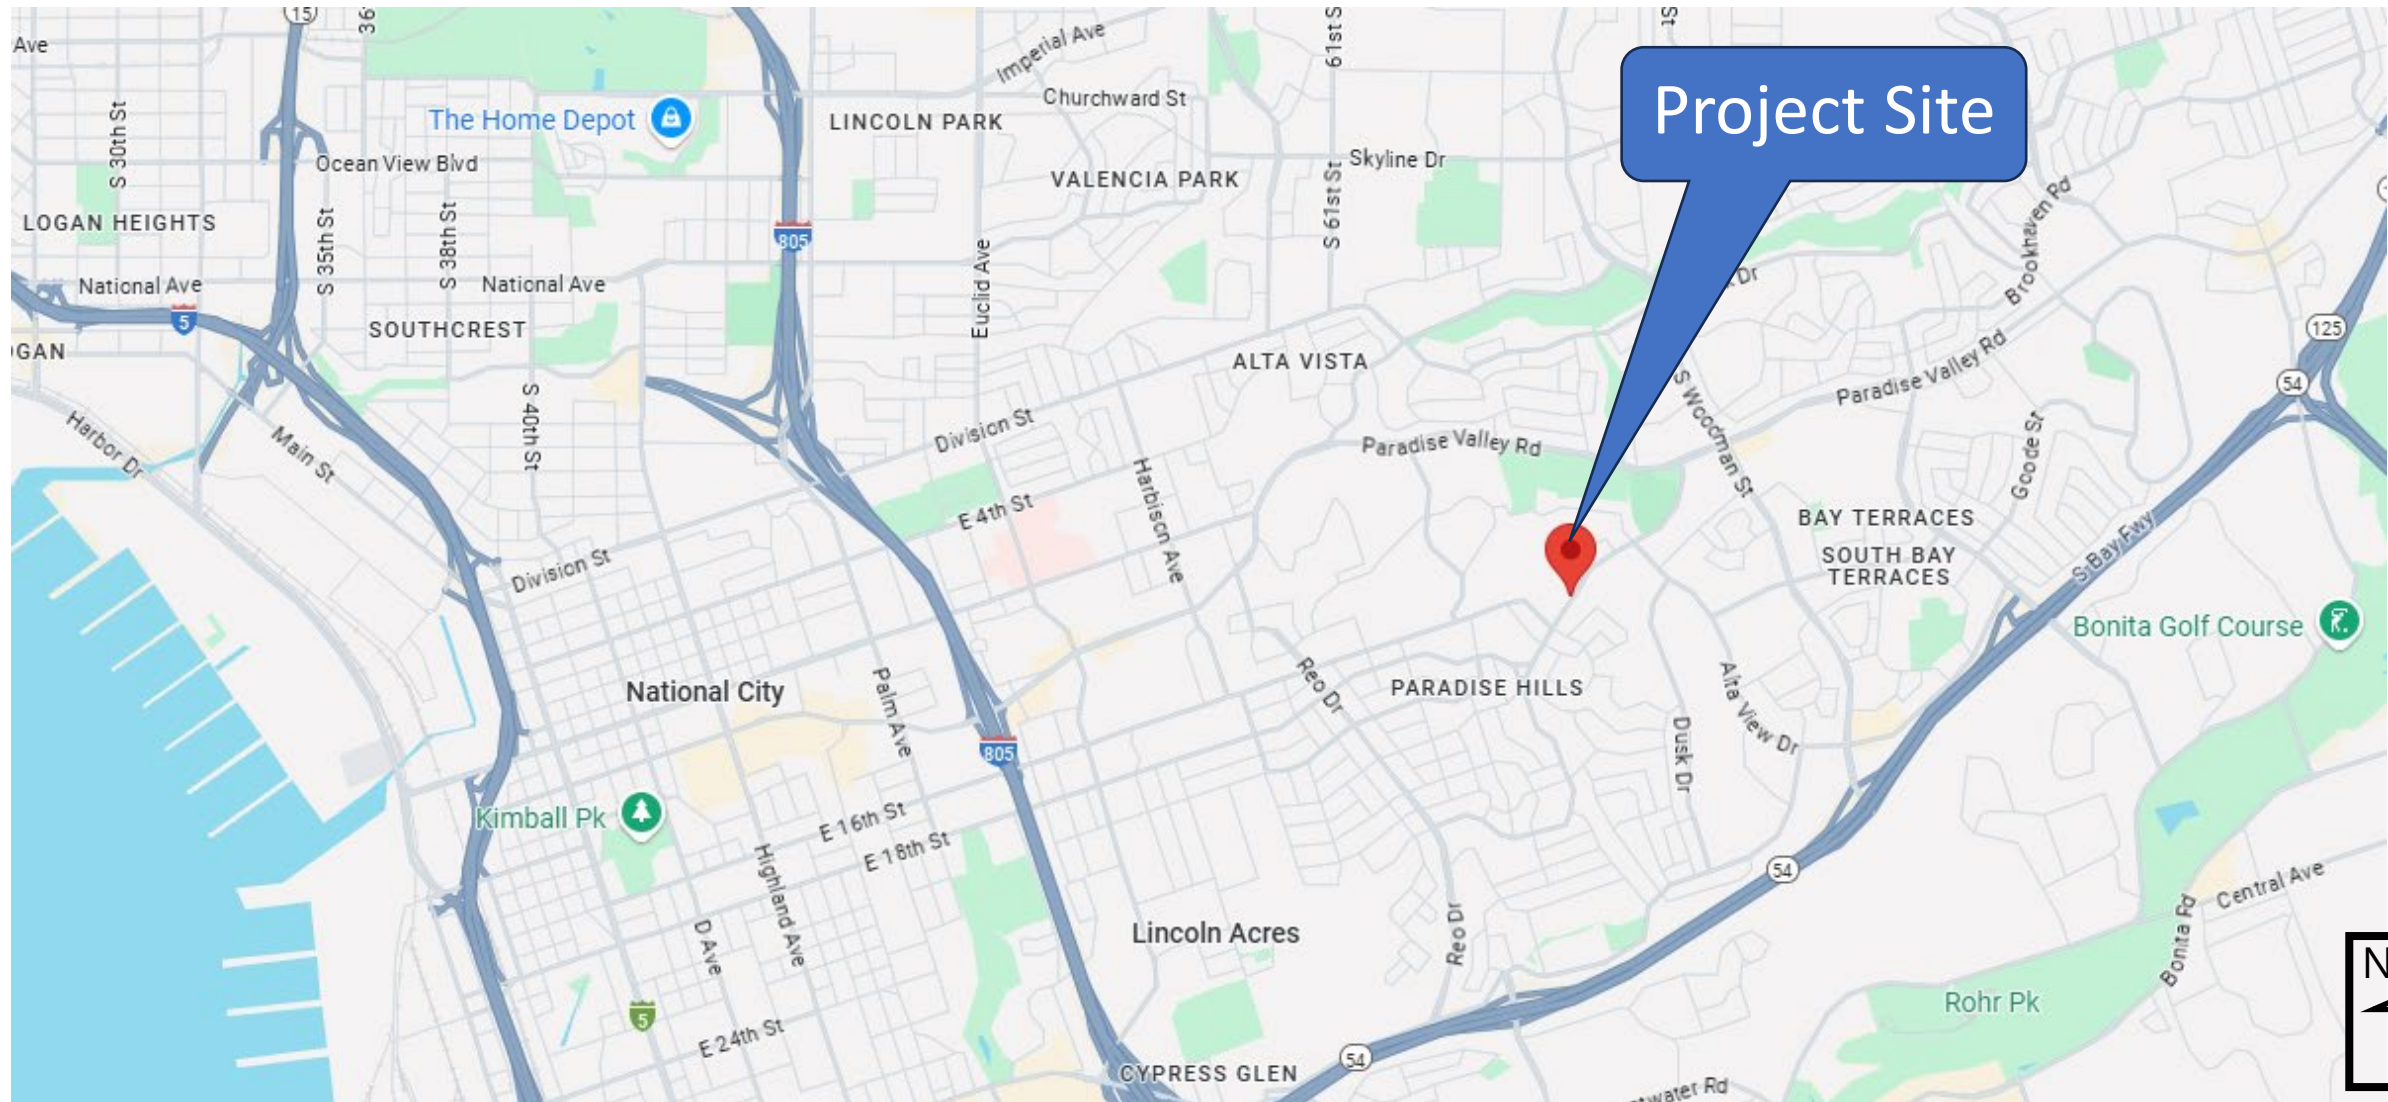 15
36
Ave
Imperial Ave
61st S
Project Site
The Home Depot
Churchward St
LINCOLN PARK
S 30th St
Ocean View Blvd
VALENCIA PARK
Skyline Dr
S 61st St
LOGAN HEIGHTS
S 35th St
S 38th St
805
Brookhaven Rd
National Ave
National Ave
Euclid Ave
Dr
5
SOUTHCREST
125
ALTA VISTA
Paradise Valley Rd
54
S 40th St
S Woodman St
Harbor Dr
Main St
Division St
Paradise Valley Rd
Goode St
Harbison Ave
E 4th St
BAY TERRACES
SOUTH BAY
TERRACES
S Bay Fwy
Division St
Bonita Golf Course
National City
Palm Ave
Reo Dr
PARADISE HILLS
Alta View Dr
Dusk Dr
805
Kimball Pk
E 16th St
E 18th St
Highland Ave
54
Central Ave
D Ave
Lincoln Acres
Reo Dr
Bonita Rd
N
5
Rohr Pk
E 24th St
CYPRESS GLEN
54
water Rd